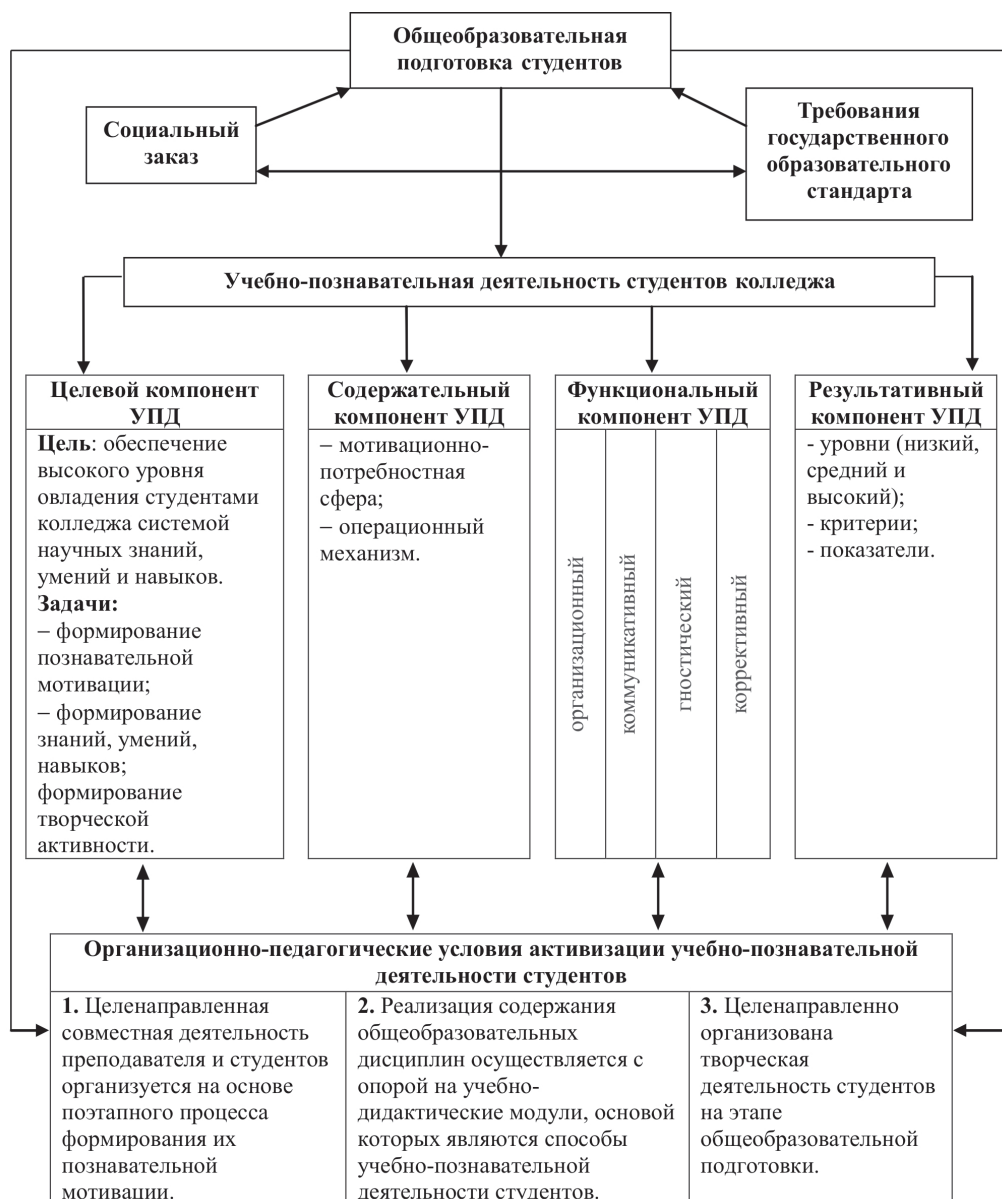 Общеобразовательная
подготовка студентов
Социальный
заказ
Требования
государственного
образовательного
стандарта
Учебно-познавательная деятельность студентов колледжа
Целевой компонент
УПД
Цель: обеспечение
высокого уровня
овладения студентами
колледжа системой
научных знаний,
умений и навыков.
Задачи:
– формирование
познавательной
мотивации;
– формирование
знаний, умений,
навыков;
формирование
творческой
активности.
Содержательный
компонент УПД
– мотивационно-
потребностная
сфера;
– операционный
механизм.
Функциональный
компонент УПД
организационный
коммуникативный
гностический
коррективный
Результативный
компонент УПД
- уровни (низкий,
средний и
высокий);
- критерии;
- показатели.
Организационно-педагогические условия активизации учебно-познавательной
деятельности студентов
1. Целенаправленная
совместная деятельность
преподавателя и студентов
организуется на основе
поэтапного процесса
формирования их
познавательной
мотивации.
2. Реализация содержания
общеобразовательных
дисциплин осуществляется с
опорой на учебно-
дидактические модули, основой
которых являются способы
учебно-познавательной
деятельности студентов.
3. Целенаправленно
организована
творческая
деятельность студентов
на этапе
общеобразовательной
подготовки.